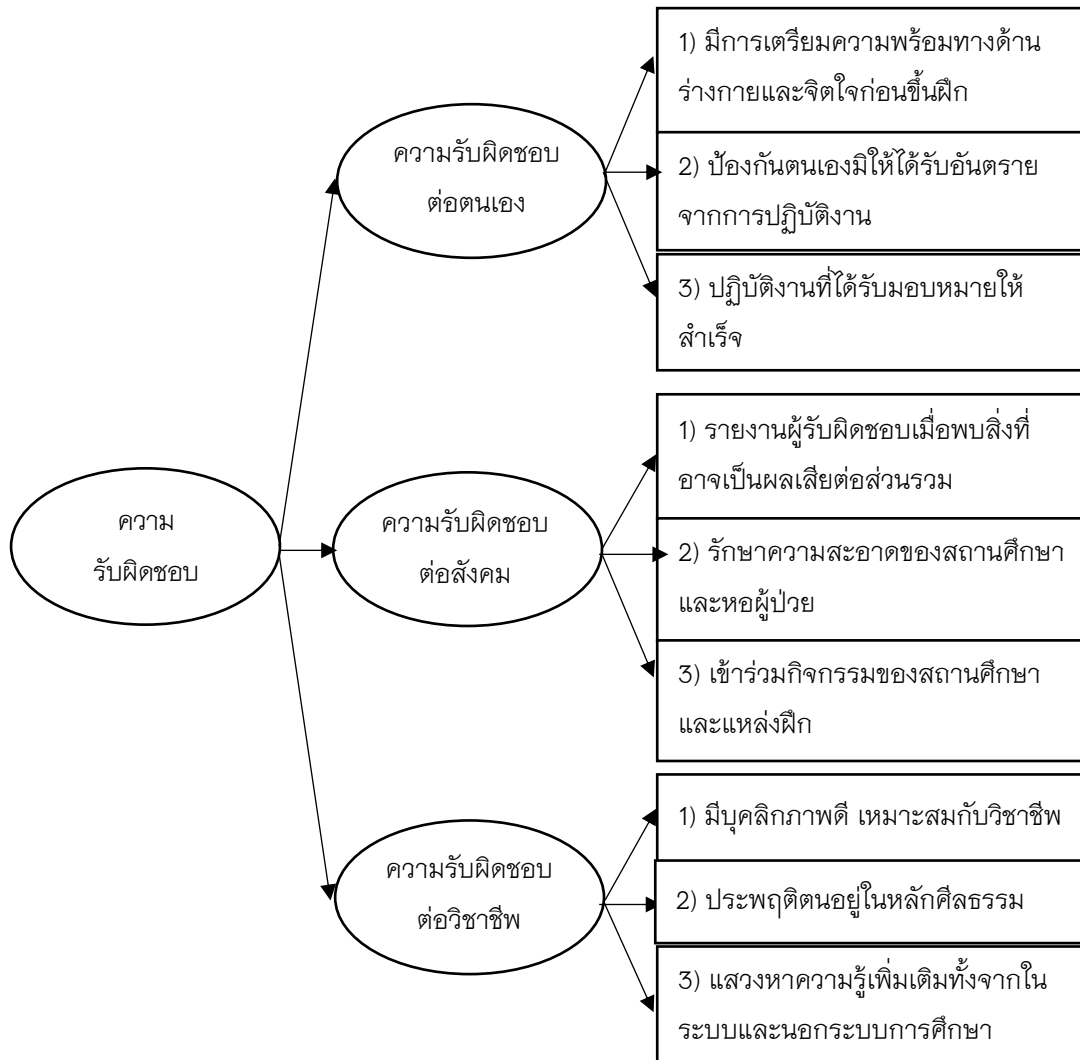 ความ
รับผิดชอบ
ความรับผิดชอบ
ต่อตนเอง
1) มีการเตรียมความพร้อมทางด้าน
ร่างกายและจิตใจก่อนขึ้นฝึก
2) ป้องกันตนเองมิให้ได้รับอันตราย
จากการปฏิบัติงาน
3) ปฏิบัติงานที่ได้รับมอบหมายให้
สำเร็จ
ความรับผิดชอบ
ต่อสังคม
1) รายงานผู้รับผิดชอบเมื่อพบสิ่งที่
อาจเป็นผลเสียต่อส่วนรวม
2) รักษาความสะอาดของสถานศึกษา
และหอผู้ป่วย
3) เข้าร่วมกิจกรรมของสถานศึกษา
และแหล่งฝึก
ความรับผิดชอบ
ต่อวิชาชีพ
1) มีบุคลิกภาพดี เหมาะสมกับวิชาชีพ
2) ประพฤติตนอยู่ในหลักศีลธรรม
3) แสวงหาความรู้เพิ่มเติมทั้งจากใน
ระบบและนอกระบบการศึกษา